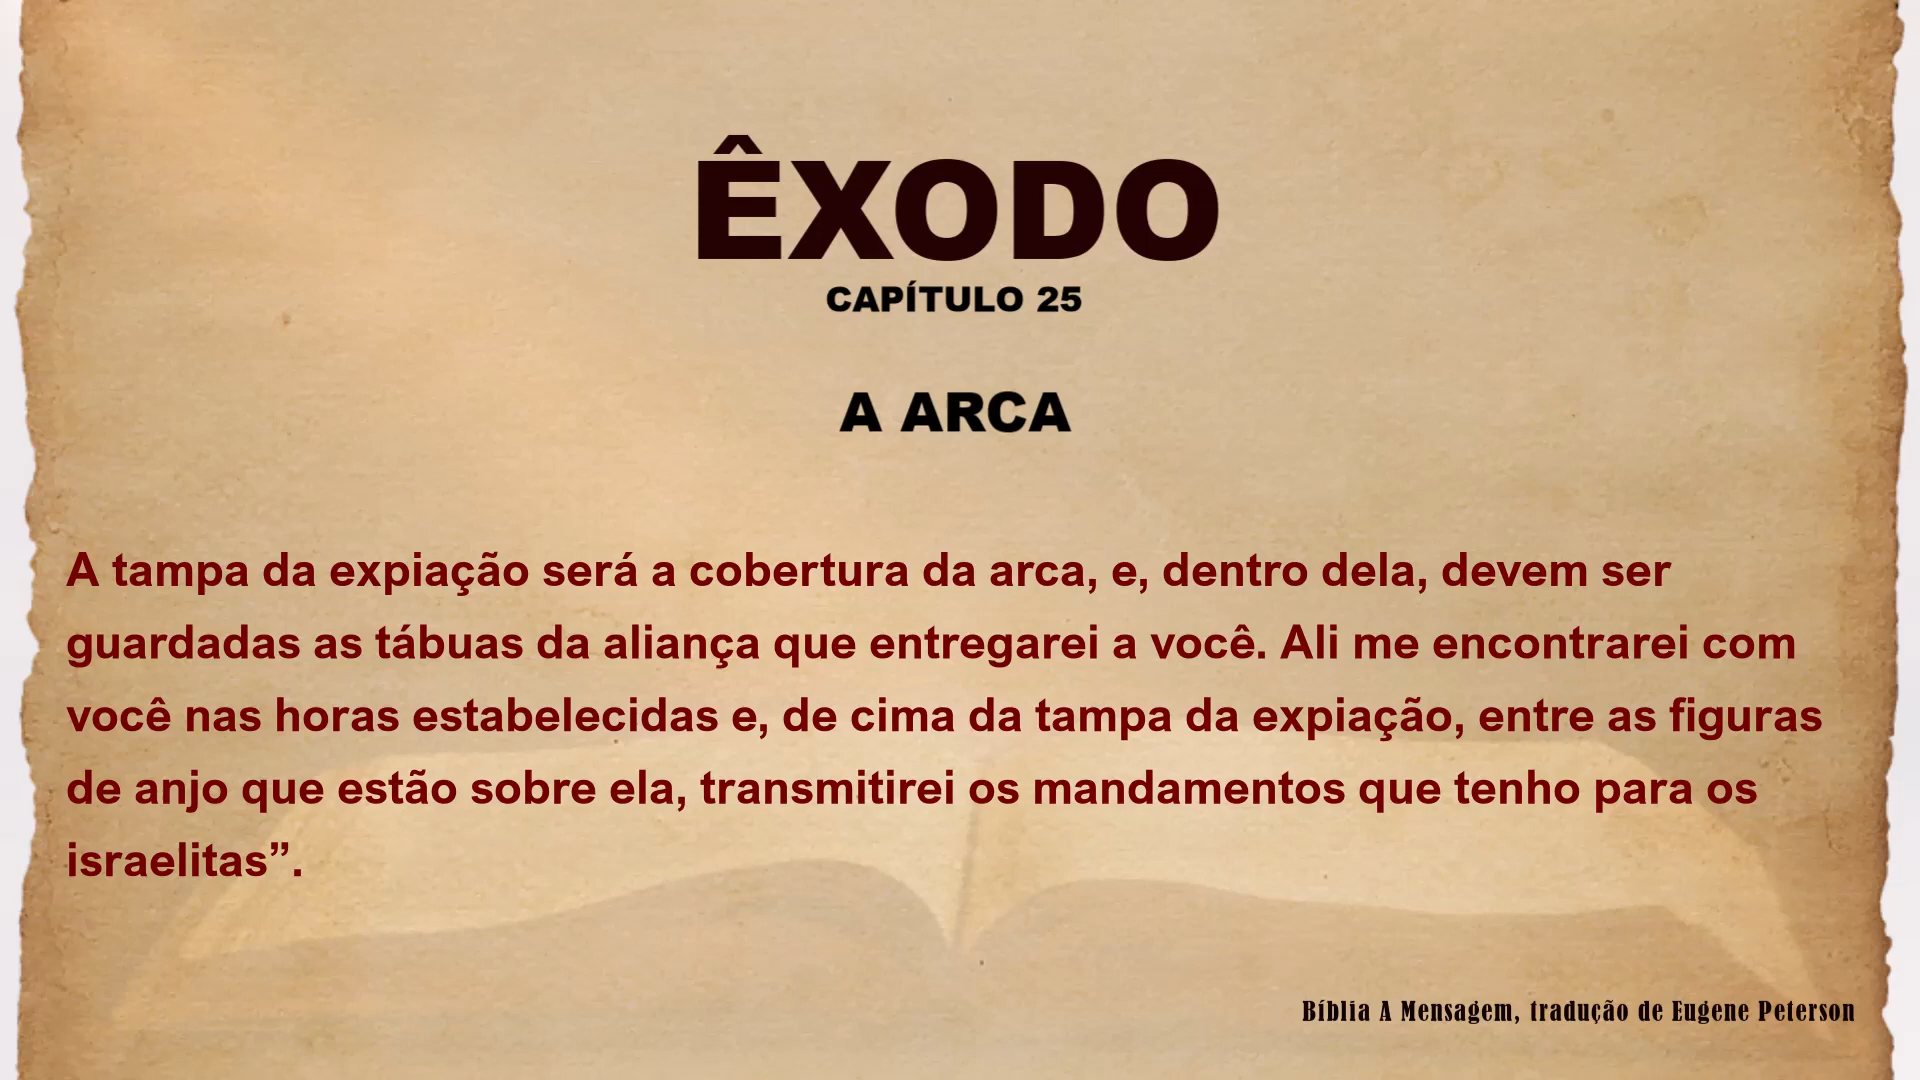 ÊXODO
CAPÍTULO 25
A ARCA
A tampa da expiação será a cobertura da arca, e, dentro dela, devem ser
guardadas as tábuas da aliança que entregarei a você. Ali me encontrarei com
você nas horas estabelecidas e, de cima da tampa da expiação, entre as figuras
de anjo que estão sobre ela, transmitirei os mandamentos que tenho para os
israelitas”.
Bíblia A Mensagem, tradução de Eugene Peterson